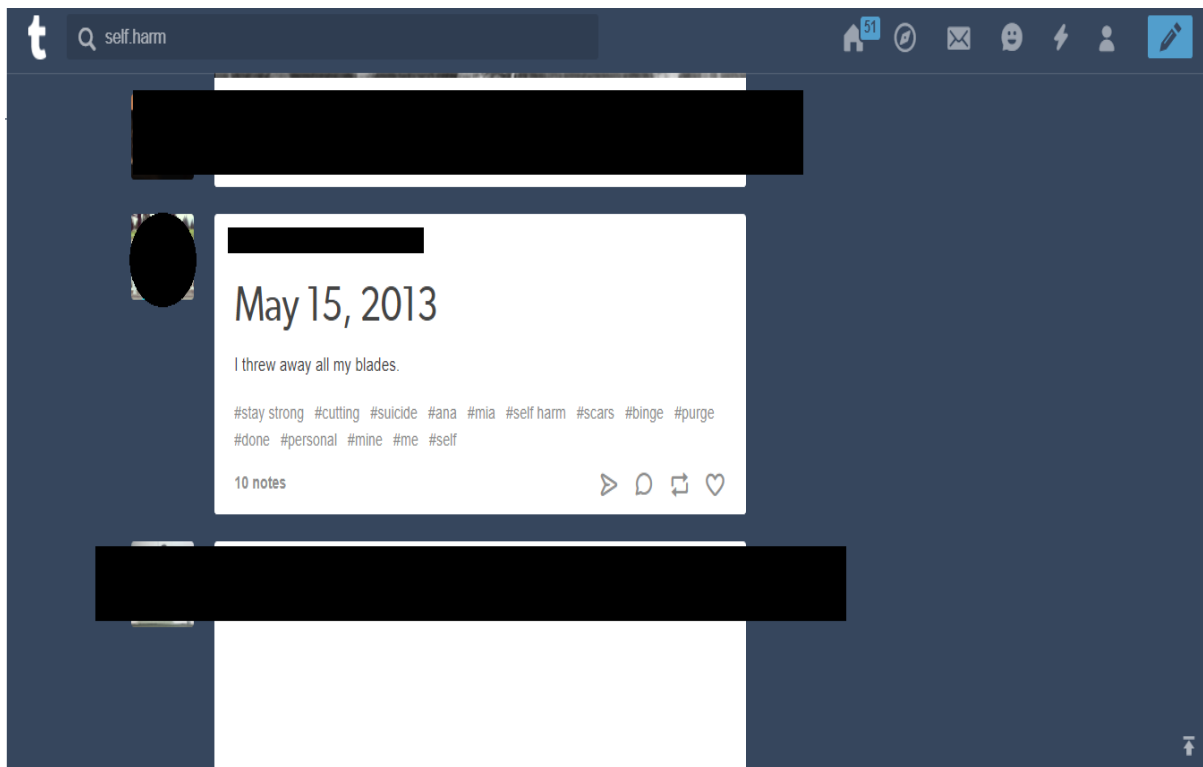 t
self.harm
51
May 15, 2013
I threw away all my blades.
#stay strong #cutting #suicide #ana #mia #self harm #scars #binge #purge
#done #personal #mine #me #self
10 notes